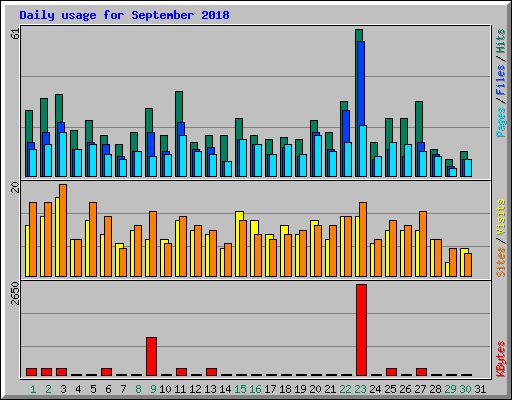 Daily usage for September 2018
61
Pages / Files / Hits
20
Sites / Visits
2650
KBytes
1 2 3 4 5 6 7 8 9 10 11 12 13 14 15 16 17 18 19 20 21 22 23 24 25 26 27 28 29 30 31